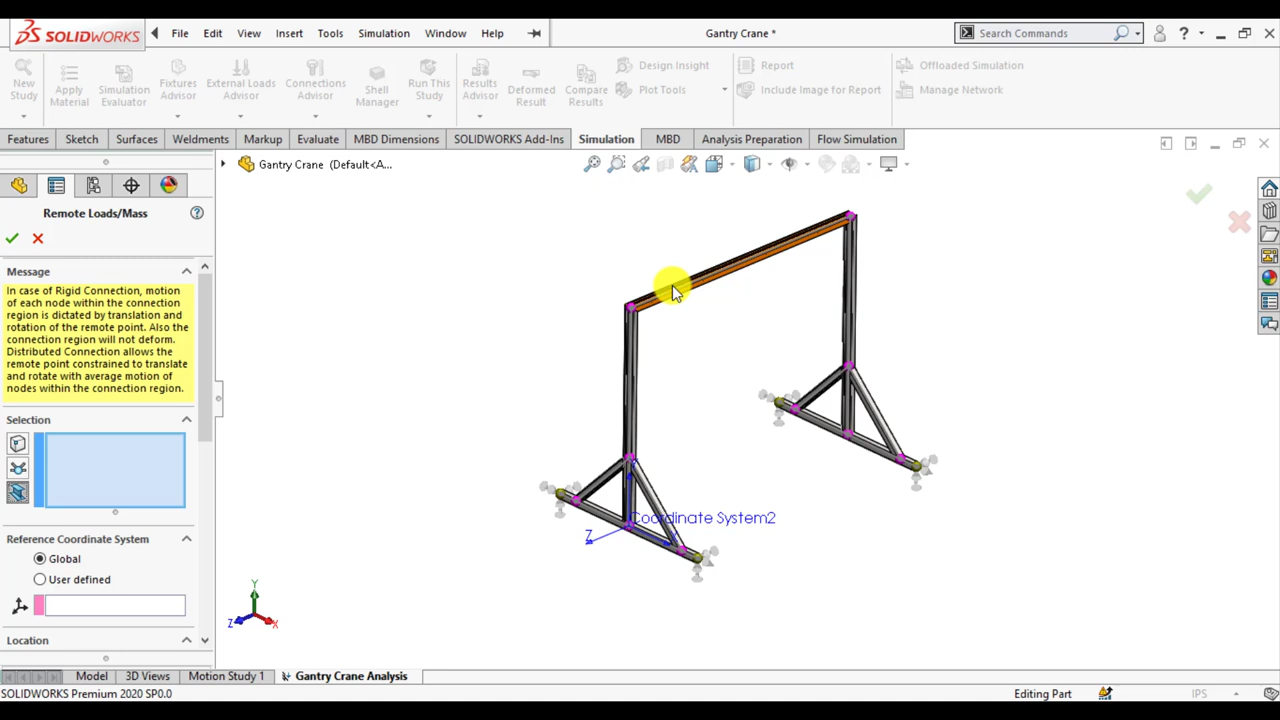 SOLIDWORKS File Edit View Insert Tools Simulation Window Help Gantry Crane * Search Commands ?
New Study
Apply Material
Simulation Evaluator
Fixtures Advisor
External Loads Advisor
Connections Advisor
Shell Manager
Run This Study
Results Advisor
Deformed Result
Compare Results
Design Insight
Plot Tools
Report
Include Image for Report
Offloaded Simulation
Manage Network
Features Sketch Surfaces Weldments Markup Evaluate MBD Dimensions SOLIDWORKS Add-Ins Simulation MBD Analysis Preparation Flow Simulation
Gantry Crane (Default<A...
Remote Loads/Mass
Message
In case of Rigid Connection, motion
of each node within the connection
region is dictated by translation and
rotation of the remote point. Also the
connection region will not deform.
Distributed Connection allows the
remote point constrained to translate
and rotate with average motion of
nodes within the connection region.
Selection
Reference Coordinate System
Global
User defined
Location
Coordinate System2
Z
Y
Z X
Model 3D Views Motion Study 1 Gantry Crane Analysis
SOLIDWORKS Premium 2020 SP0.0 Editing Part IPS